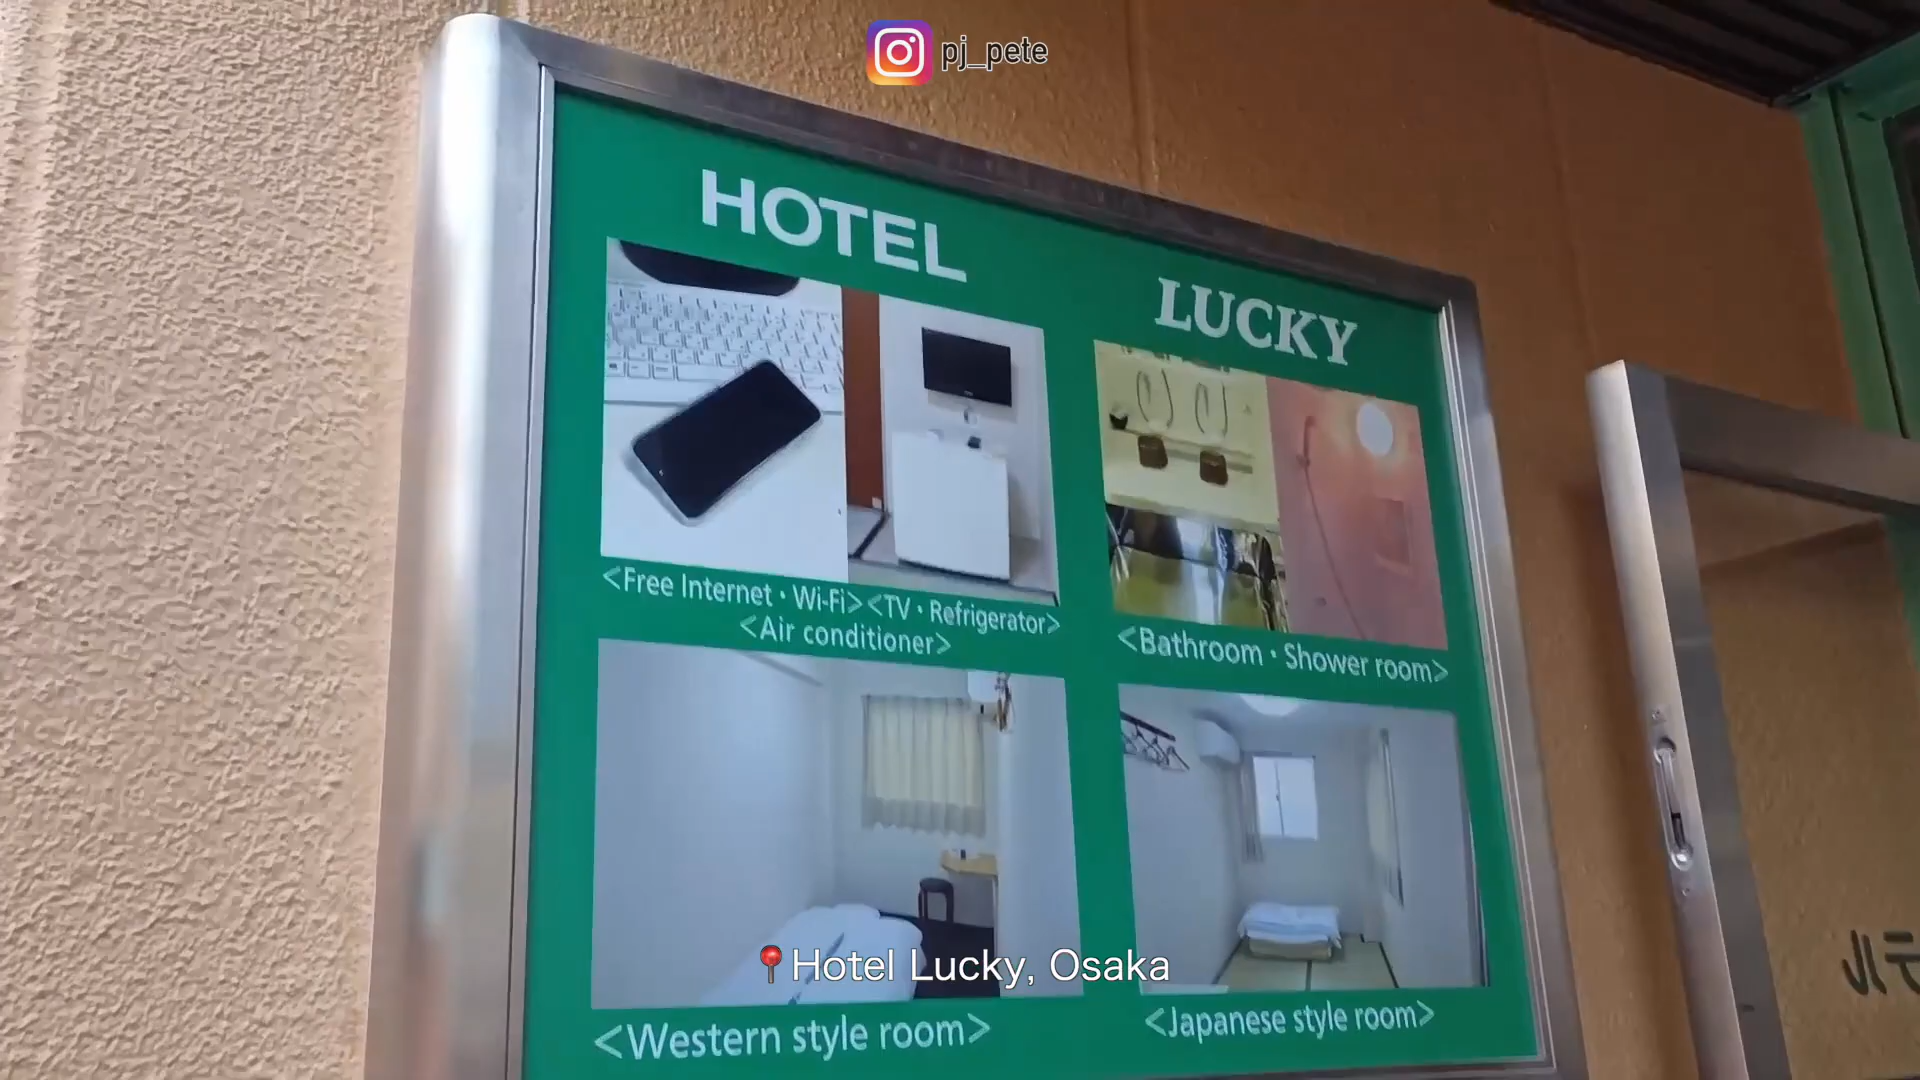 pj_pete
HOTEL
LUCKY
<Free Internet・Wi-Fi><TV・Refrigerator>
<Air conditioner>
<Bathroom・Shower room>
<Western style room>
<Japanese style room>
📍Hotel Lucky, Osaka